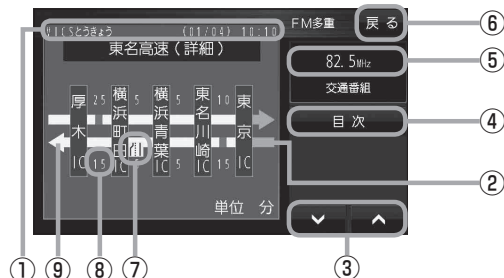 VICSとうきょう (01/04) 10:10
FM多重
戻る
⑥
東名高速(詳細)
82.5MHz
⑤
交通番組
目次
④
厚木IC 25 横浜町田IC 5 横浜青葉IC 5 東名川崎IC 10 東京IC
15 5 5 15
②
単位 分
① ⑨ ⑧ ⑦ ③